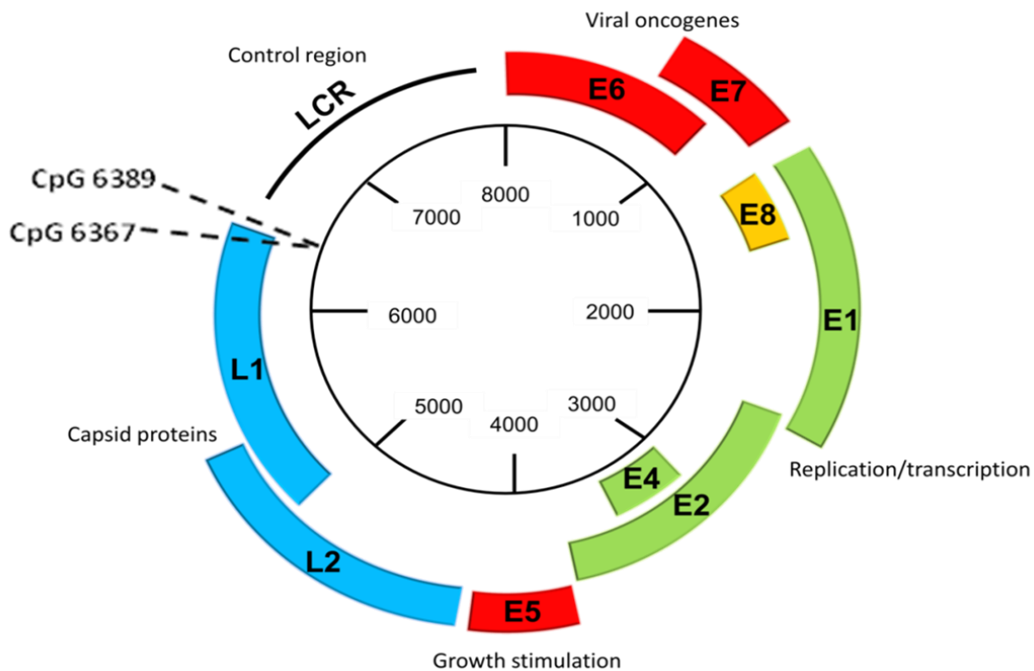 Viral oncogenes
Control region
LCR
E6
E7
CpG 6389
CpG 6367
8000
7000
1000
E8
6000
2000
E1
L1
5000
4000
3000
Capsid proteins
E4
E2
Replication/transcription
L2
E5
Growth stimulation